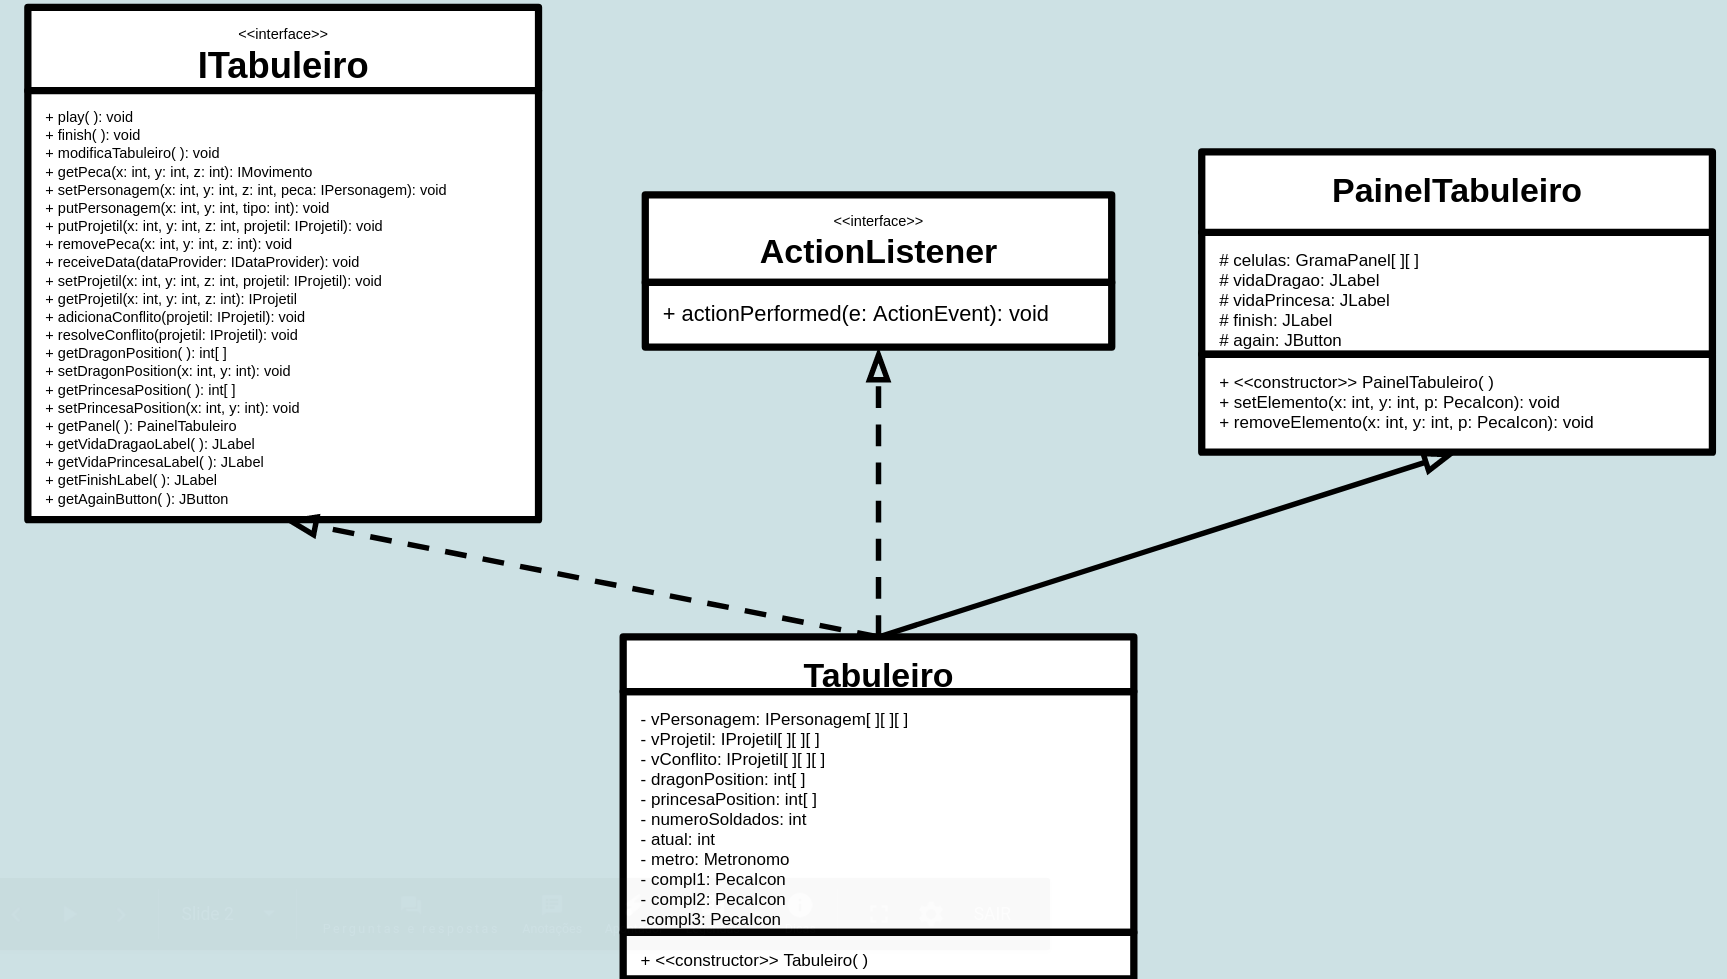 <<interface>>
ITabuleiro
+ play( ): void
+ finish( ): void
+ modificaTabuleiro( ): void
+ getPeca(x: int, y: int, z: int): IMovimento
+ setPersonagem(x: int, y: int, z: int, peca: IPersonagem): void
+ putPersonagem(x: int, y: int, tipo: int): void
+ putProjetil(x: int, y: int, z: int, projetil: IProjetil): void
+ removePeca(x: int, y: int, z: int): void
+ receiveData(dataProvider: IDataProvider): void
+ setProjetil(x: int, y: int, z: int, projetil: IProjetil): void
+ getProjetil(x: int, y: int, z: int): IProjetil
+ adicionaConflito(projetil: IProjetil): void
+ resolveConflito(projetil: IProjetil): void
+ getDragonPosition( ): int[ ]
+ setDragonPosition(x: int, y: int): void
+ getPrincesaPosition( ): int[ ]
+ setPrincesaPosition(x: int, y: int): void
+ getPanel( ): PainelTabuleiro
+ getVidaDragaoLabel( ): JLabel
+ getVidaPrincesaLabel( ): JLabel
+ getFinishLabel( ): JLabel
+ getAgainButton( ): JButton
<<interface>>
ActionListener
+ actionPerformed(e: ActionEvent): void
PainelTabuleiro
# celulas: GramaPanel[ ][ ]
# vidaDragao: JLabel
# vidaPrincesa: JLabel
# finish: JLabel
# again: JButton
+ <<constructor>> PainelTabuleiro( )
+ setElemento(x: int, y: int, p: PecaIcon): void
+ removeElemento(x: int, y: int, p: PecaIcon): void
Tabuleiro
- vPersonagem: IPersonagem[ ][ ][ ]
- vProjetil: IProjetil[ ][ ][ ]
- vConflito: IProjetil[ ][ ][ ]
- dragonPosition: int[ ]
- princesaPosition: int[ ]
- numeroSoldados: int
- atual: int
- metro: Metronomo
- compl1: PecaIcon
- compl2: PecaIcon
-compl3: PecaIcon
+ <<constructor>> Tabuleiro( )
Slide 2
SAIR